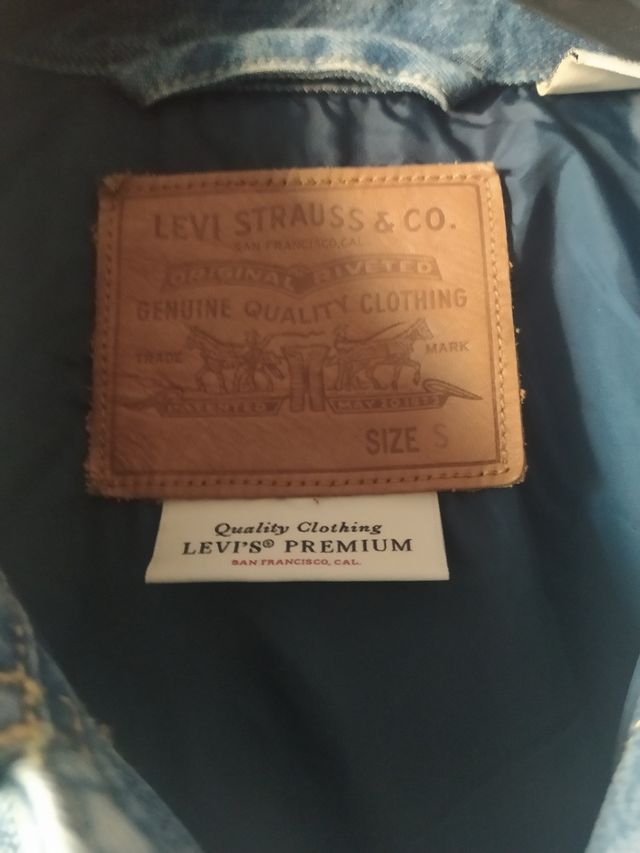 LEVI STRAUSS & CO.
SAN FRANCISCO, CAL.
ORIGINAL RIVETED
GENUINE QUALITY CLOTHING
TRADE MARK
PATENTED MAY 20 1873
SIZE S
Quality Clothing
LEVI'S® PREMIUM
SAN FRANCISCO, CAL.